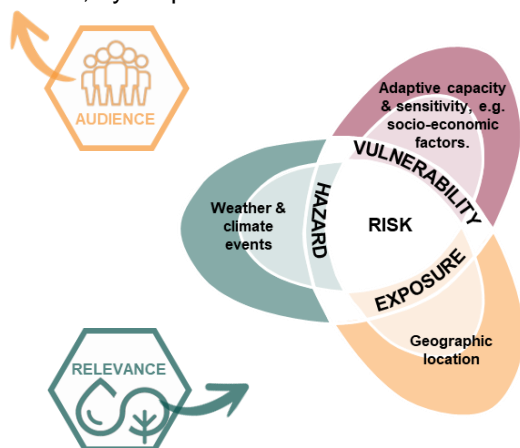 AUDIENCE
Adaptive capacity
& sensitivity, e.g.
socio-economic
factors.
VULNERABILITY
HAZARD
Weather &
climate
events
RISK
EXPOSURE
Geographic
location
RELEVANCE